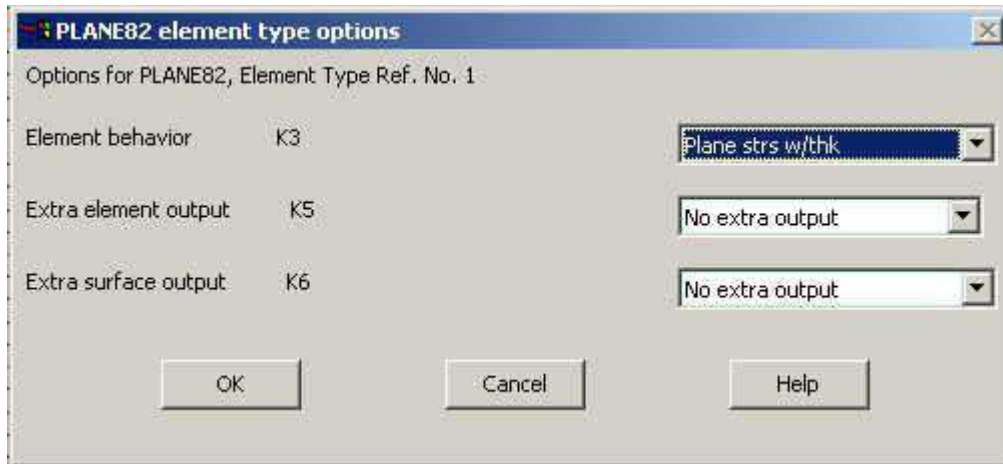 PLANE82 element type options
Options for PLANE82, Element Type Ref. No. 1
Element behavior K3 Plane strs w/thk
Extra element output K5 No extra output
Extra surface output K6 No extra output
OK Cancel Help